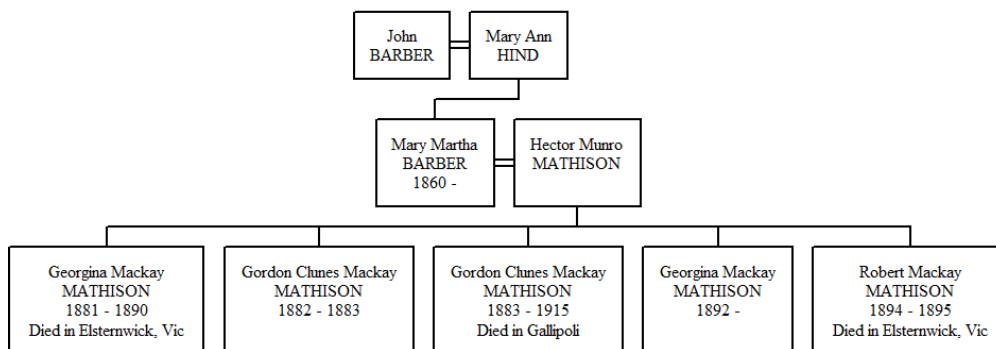 John
BARBER
Mary Ann
HIND
Mary Martha
BARBER
1860 -
Hector Munro
MATHISON
Georgina Mackay
MATHISON
1881 - 1890
Died in Elsternwick, Vic
Gordon Clunes Mackay
MATHISON
1882 - 1883
Gordon Clunes Mackay
MATHISON
1883 - 1915
Died in Gallipoli
Georgina Mackay
MATHISON
1892 -
Robert Mackay
MATHISON
1894 - 1895
Died in Elsternwick, Vic